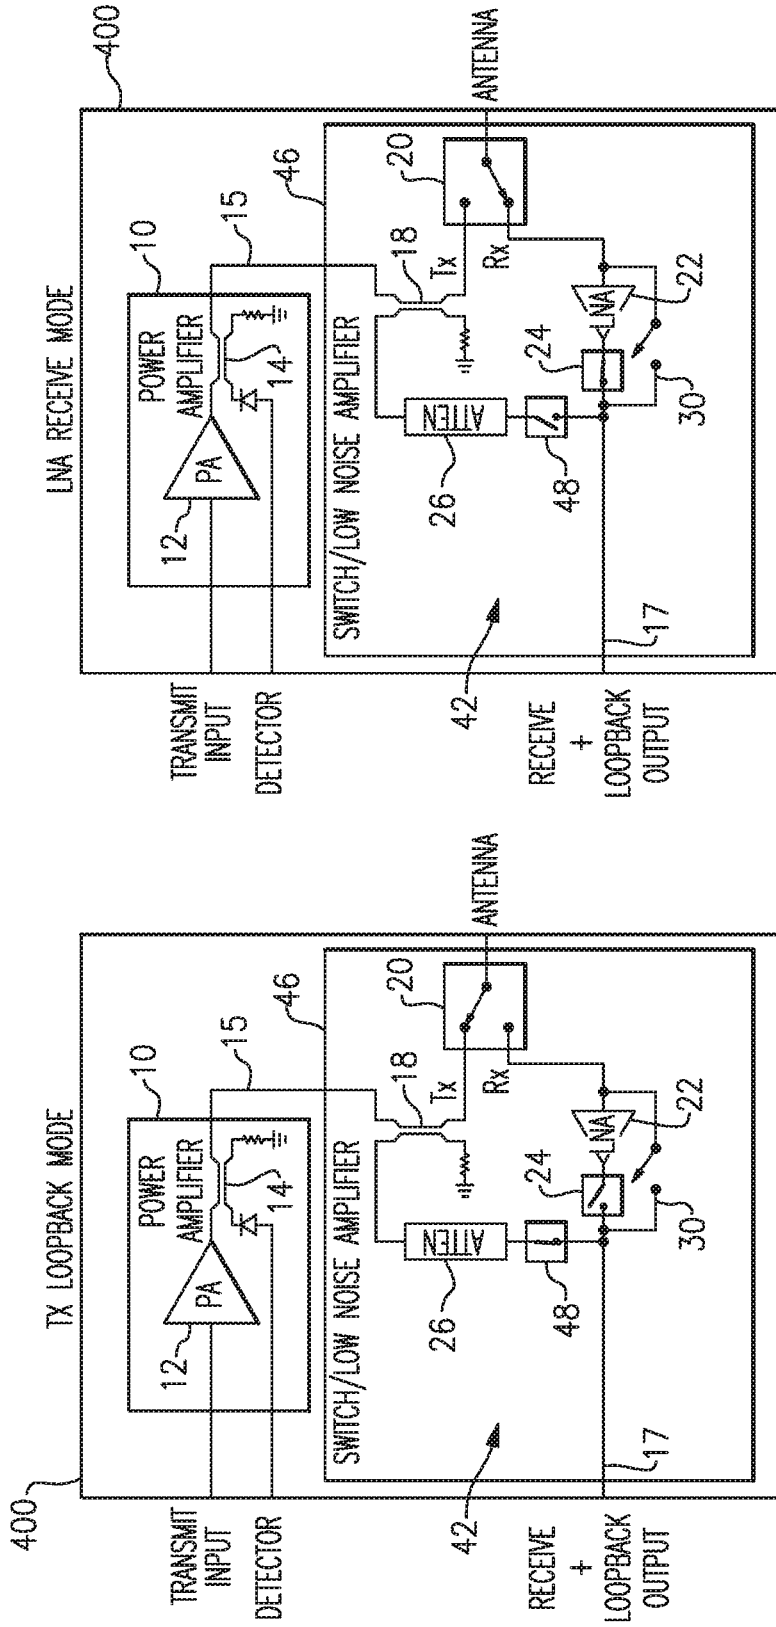 TX LOOPBACK MODE
400
10
15
46
POWER
AMPLIFIER
PA
12
14
TRANSMIT
INPUT
DETECTOR
SWITCH/LOW NOISE AMPLIFIER
18
20
Tx
Rx
ANTENNA
ATTEN
26
48
24
LNA
22
30
42
17
RECEIVE
+
LOOPBACK
OUTPUT
LNA RECEIVE MODE
400
10
15
46
POWER
AMPLIFIER
PA
12
14
TRANSMIT
INPUT
DETECTOR
SWITCH/LOW NOISE AMPLIFIER
18
20
Tx
Rx
ANTENNA
ATTEN
26
48
24
LNA
22
30
42
17
RECEIVE
+
LOOPBACK
OUTPUT